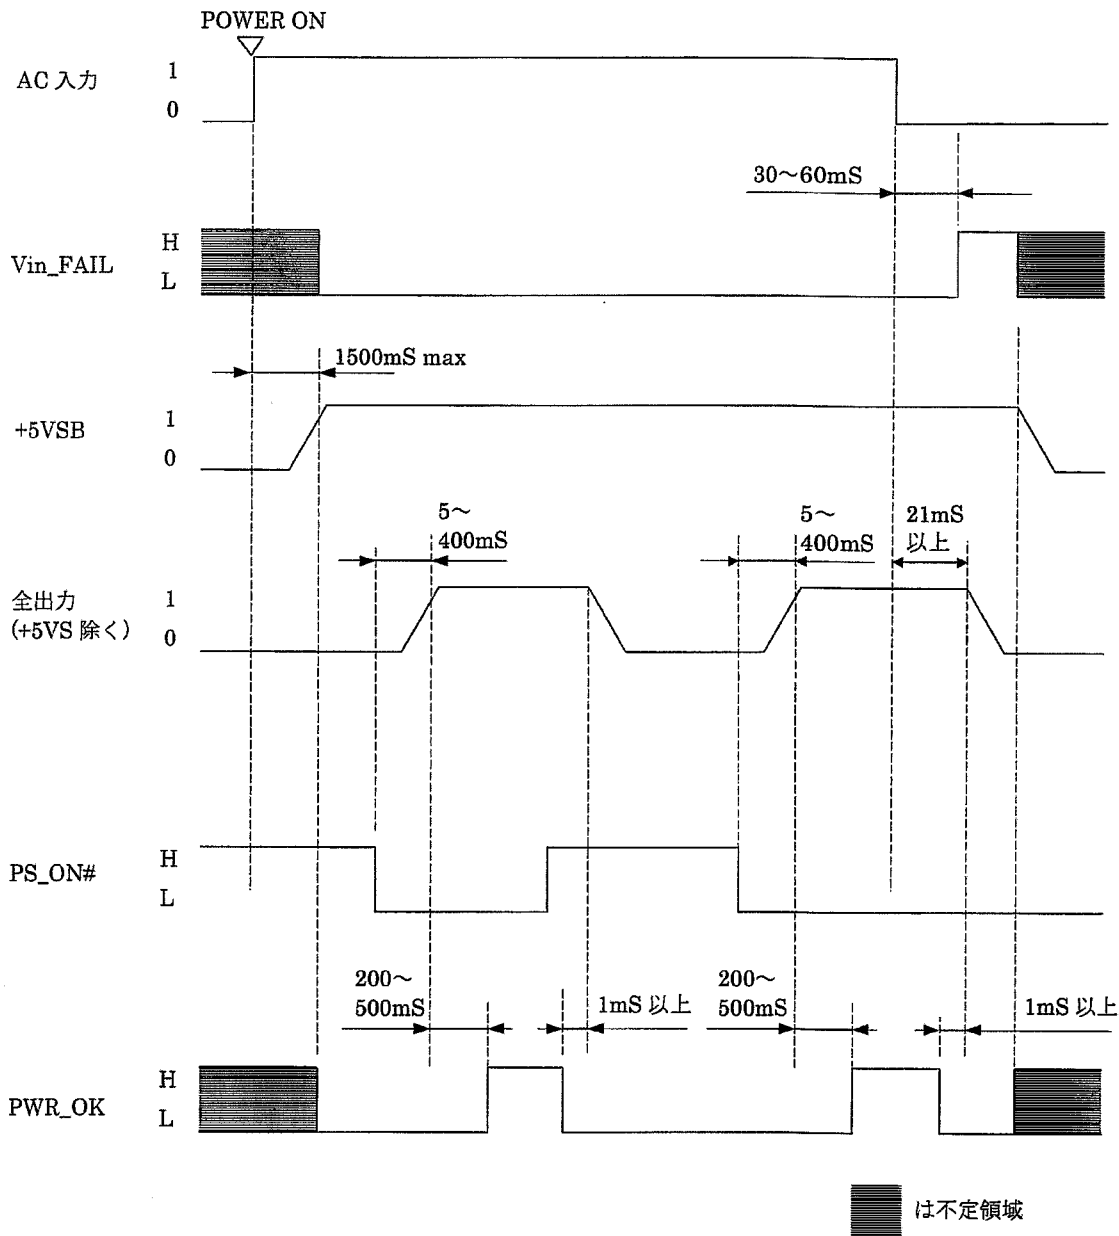 POWER ON
AC 入力
1
0
30～60mS
Vin_FAIL
H
L
1500mS max
+5VSB
1
0
5～
400mS
5～
400mS
21mS
以上
全出力
(+5VS 除く)
1
0
PS_ON#
H
L
200～
500mS
1mS 以上
200～
500mS
1mS 以上
PWR_OK
H
L
は不定領域